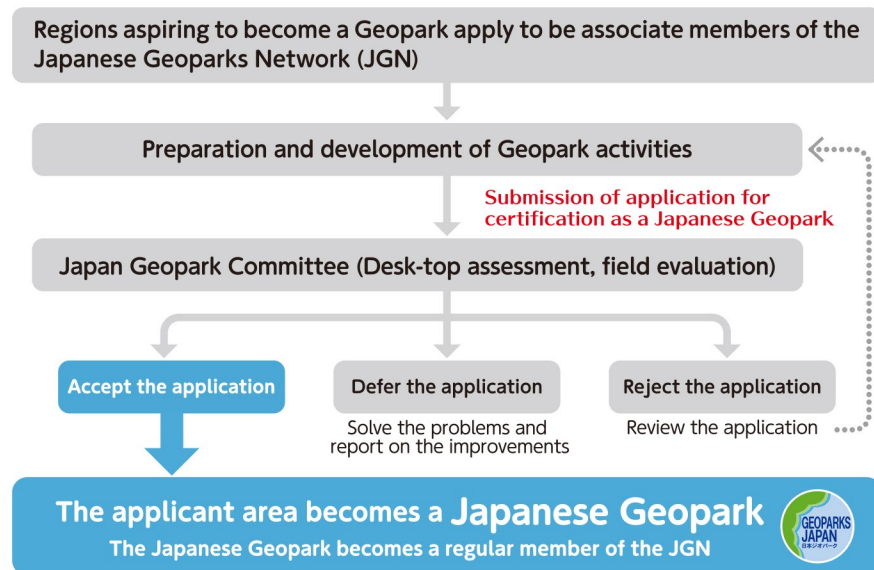 Regions aspiring to become a Geopark apply to be associate members of the
Japanese Geoparks Network (JGN)
Preparation and development of Geopark activities
Submission of application for
certification as a Japanese Geopark
Japan Geopark Committee (Desk-top assessment, field evaluation)
Accept the application
Defer the application
Reject the application
Solve the problems and
report on the improvements
Review the application
The applicant area becomes a Japanese Geopark
The Japanese Geopark becomes a regular member of the JGN
GEOPARKS
JAPAN
日本ジオパーク